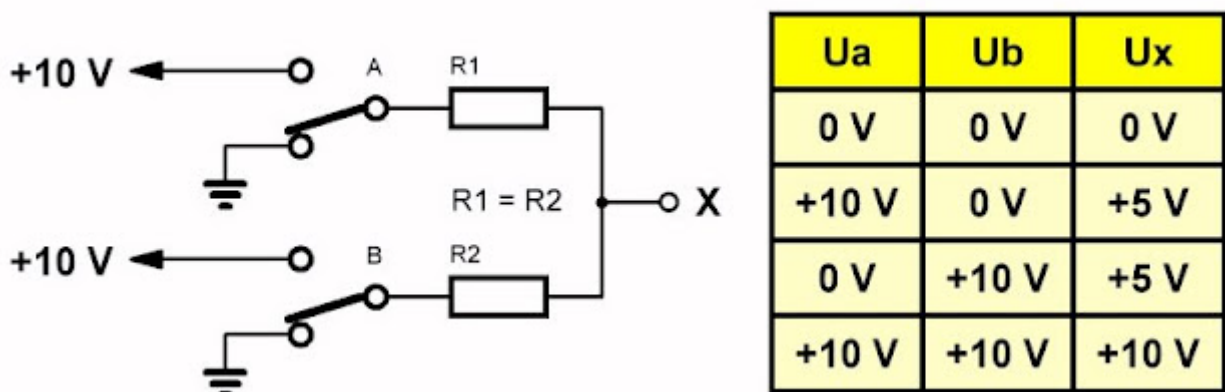 +10 V
A
R1
R1 = R2
X
+10 V
B
R2
Ua Ub Ux
0 V 0 V 0 V
+10 V 0 V +5 V
0 V +10 V +5 V
+10 V +10 V +10 V